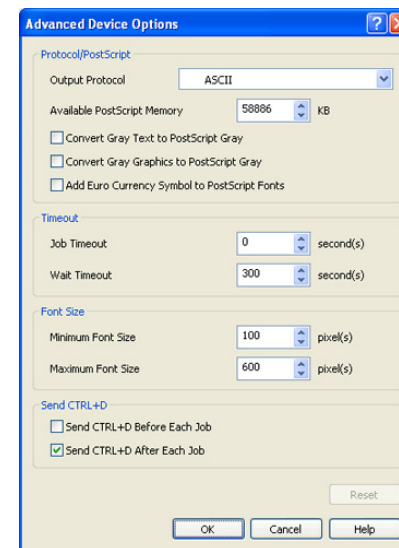 Advanced Device Options
Protocol/PostScript
Output Protocol ASCII
Available PostScript Memory 58886 KB
Convert Gray Text to PostScript Gray
Convert Gray Graphics to PostScript Gray
Add Euro Currency Symbol to PostScript Fonts
Timeout
Job Timeout 0 second(s)
Wait Timeout 300 second(s)
Font Size
Minimum Font Size 100 pixel(s)
Maximum Font Size 600 pixel(s)
Send CTRL+D
Send CTRL+D Before Each Job
Send CTRL+D After Each Job
Reset
OK Cancel Help